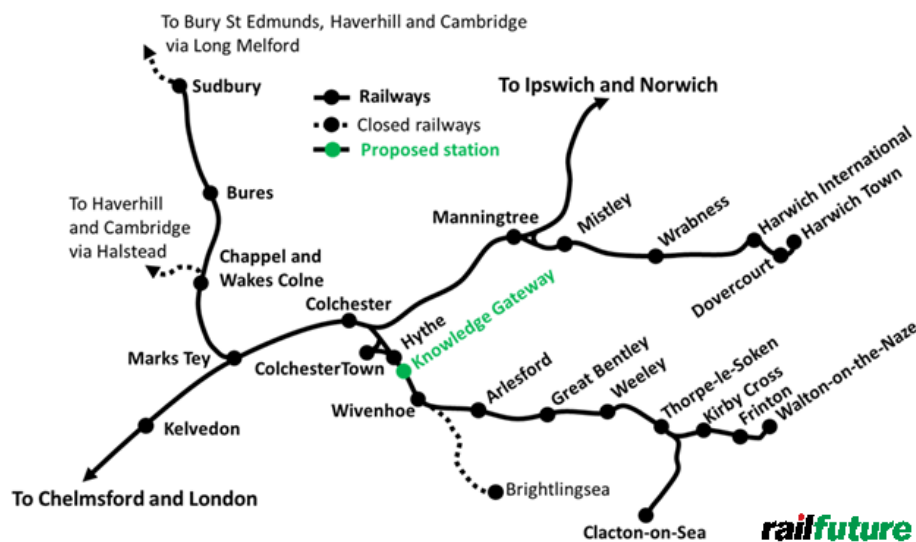 To Bury St Edmunds, Haverhill and Cambridge
via Long Melford
Sudbury
Railways
Closed railways
Proposed station
To Ipswich and Norwich
Bures
To Haverhill
and Cambridge
via Halstead
Chappel and
Wakes Colne
Manningtree
Mistley
Wrabness
Harwich International
Harwich Town
Dovercourt
Colchester
Hythe
Knowledge Gateway
Marks Tey
ColchesterTown
Wivenhoe
Arlesford
Great Bentley
Weeley
Thorpe-le-Soken
Kirby Cross
Frinton
Walton-on-the-Naze
Kelvedon
To Chelmsford and London
Brightlingsea
Clacton-on-Sea
railfuture